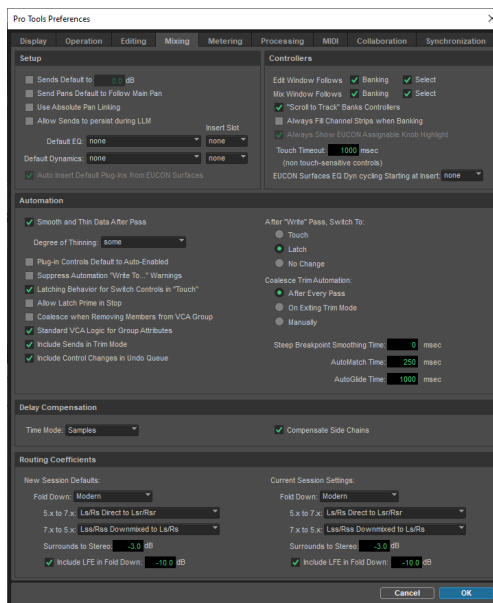 Pro Tools Preferences
Display Operation Editing Mixing Metering Processing MIDI Collaboration Synchronization
Setup
Sends Default to 0.0 dB
Send Pans Default to Follow Main Pan
Use Absolute Pan Linking
Allow Sends to persist during LLM
Insert Slot
Default EQ: none none
Default Dynamics: none none
Auto Insert Default Plug-Ins from EUCON Surfaces
Controllers
Edit Window Follows Banking Select
Mix Window Follows Banking Select
"Scroll to Track" Banks Controllers
Always Fill Channel Strips when Banking
Always Show EUCON Assignable Knob Highlight
Touch Timeout: 1000 msec
(non touch-sensitive controls)
EUCON Surfaces EQ Dyn cycling Starting at Insert: none
Automation
Smooth and Thin Data After Pass
Degree of Thinning: some
Plug-in Controls Default to Auto-Enabled
Suppress Automation "Write To..." Warnings
Latching Behavior for Switch Controls in "Touch"
Allow Latch Prime in Stop
Coalesce when Removing Members from VCA Group
Standard VCA Logic for Group Attributes
Include Sends in Trim Mode
Include Control Changes in Undo Queue
After "Write" Pass, Switch To:
Touch
Latch
No Change
Coalesce Trim Automation:
After Every Pass
On Exiting Trim Mode
Manually
Steep Breakpoint Smoothing Time: 0 msec
AutoMatch Time: 250 msec
AutoGlide Time: 1000 msec
Delay Compensation
Time Mode: Samples
Compensate Side Chains
Routing Coefficients
New Session Defaults:
Fold Down: Modern
5.x to 7.x: Ls/Rs Direct to Lsr/Rsr
7.x to 5.x: Lss/Rss Downmixed to Ls/Rs
Surrounds to Stereo: -3.0 dB
Include LFE in Fold Down: -10.0 dB
Current Session Settings:
Fold Down: Modern
5.x to 7.x: Ls/Rs Direct to Lsr/Rsr
7.x to 5.x: Lss/Rss Downmixed to Ls/Rs
Surrounds to Stereo: -3.0 dB
Include LFE in Fold Down: -10.0 dB
Cancel OK